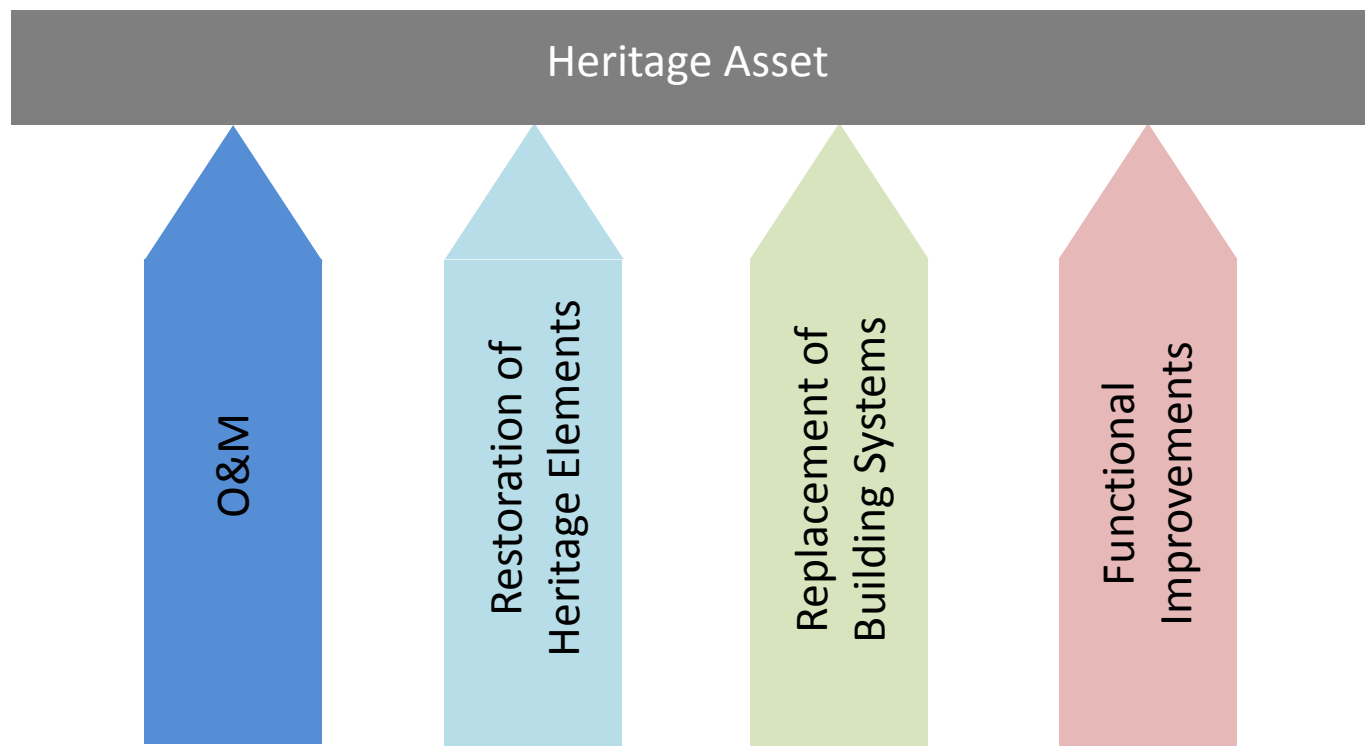 Heritage Asset
O&M
Restoration of
Heritage Elements
Replacement of
Building Systems
Functional
Improvements